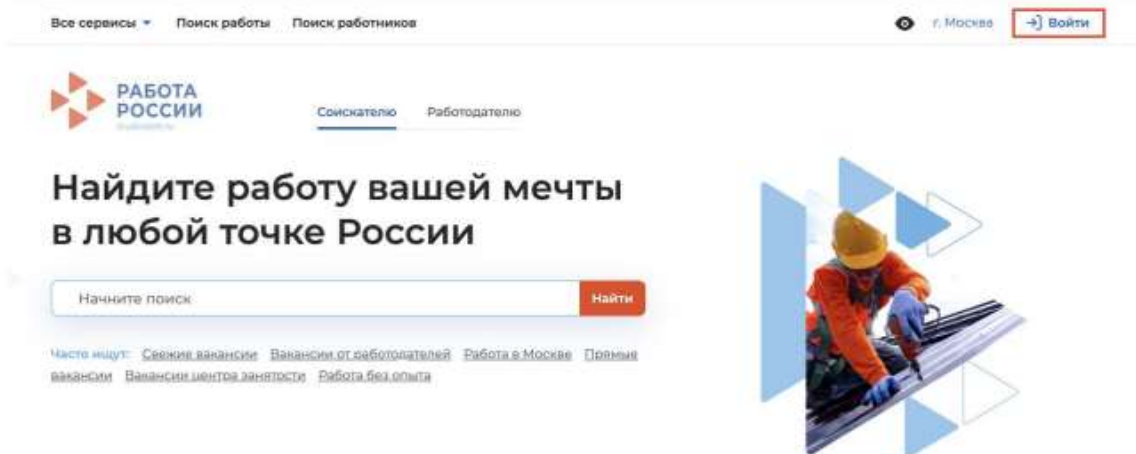 Все сервисы Поиск работы Поиск работников г. Москва Войти
РАБОТА
РОССИИ
Соискателю Работодателю
Найдите работу вашей мечты
в любой точке России
Начните поиск Найти
Часто ищут: Свежие вакансии Вакансии от работодателей Работа в Москве Прямые
вакансии Вакансии центра занятости Работа без опыта